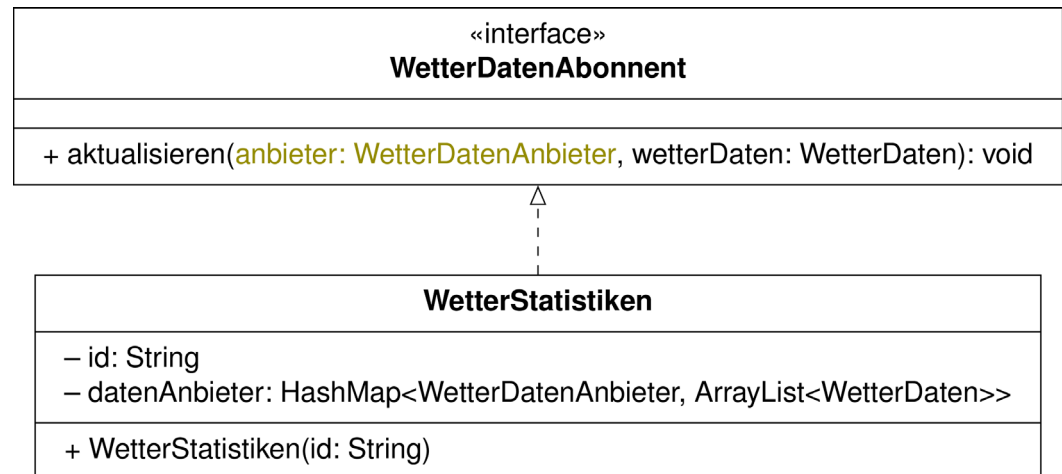 «interface»
WetterDatenAbonnent
+ aktualisieren(anbieter: WetterDatenAnbieter, wetterDaten: WetterDaten): void
WetterStatistiken
– id: String
– datenAnbieter: HashMap<WetterDatenAnbieter, ArrayList<WetterDaten>>
+ WetterStatistiken(id: String)